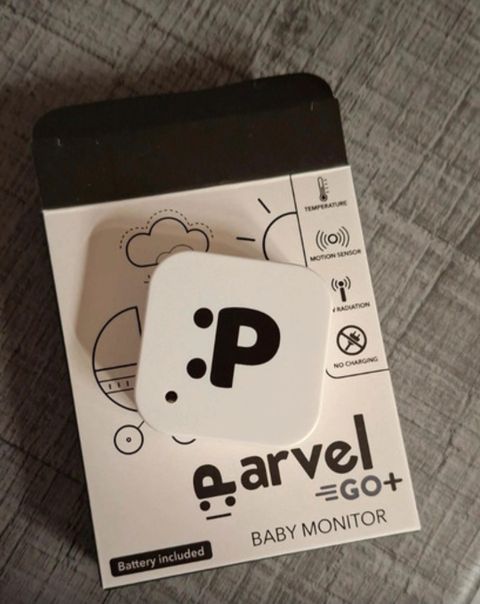 TEMPERATURE
MOTION SENSOR
RADIATION
NO CHARGING
P
Parvel
GO+
BABY MONITOR
Battery included